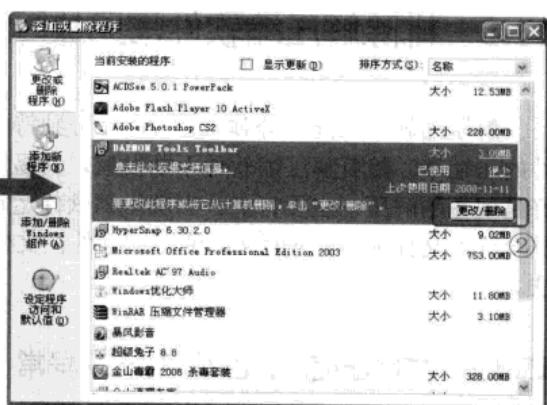 添加或删除程序
更改或
删除
程序(H)
添加新
程序(N)
添加/删除
Windows
组件(A)
设定程序
访问和
默认值(O)
当前安装的程序:
显示更新(D)
排序方式(S): 名称
ACDSee 5.0.1 PowerPack 大小 12.53MB
Adobe Flash Player 10 ActiveX
Adobe Photoshop CS2 大小 228.00MB
DAEMON Tools Toolbar 大小 3.00MB
单击此处获得支持信息。 已使用 很少
上次使用日期 2008-11-11
要更改此程序或将它从计算机删除，单击“更改/删除”。
更改/删除
②
HyperSnap 6.30.2.0 大小 9.02MB
Microsoft Office Professional Edition 2003 大小 753.00MB
Realtek AC'97 Audio
Windows优化大师 大小 11.80MB
WinRAR 压缩文件管理器 大小 3.10MB
暴风影音
超级兔子 8.8
金山毒霸 2008 杀毒套装 大小 328.00MB